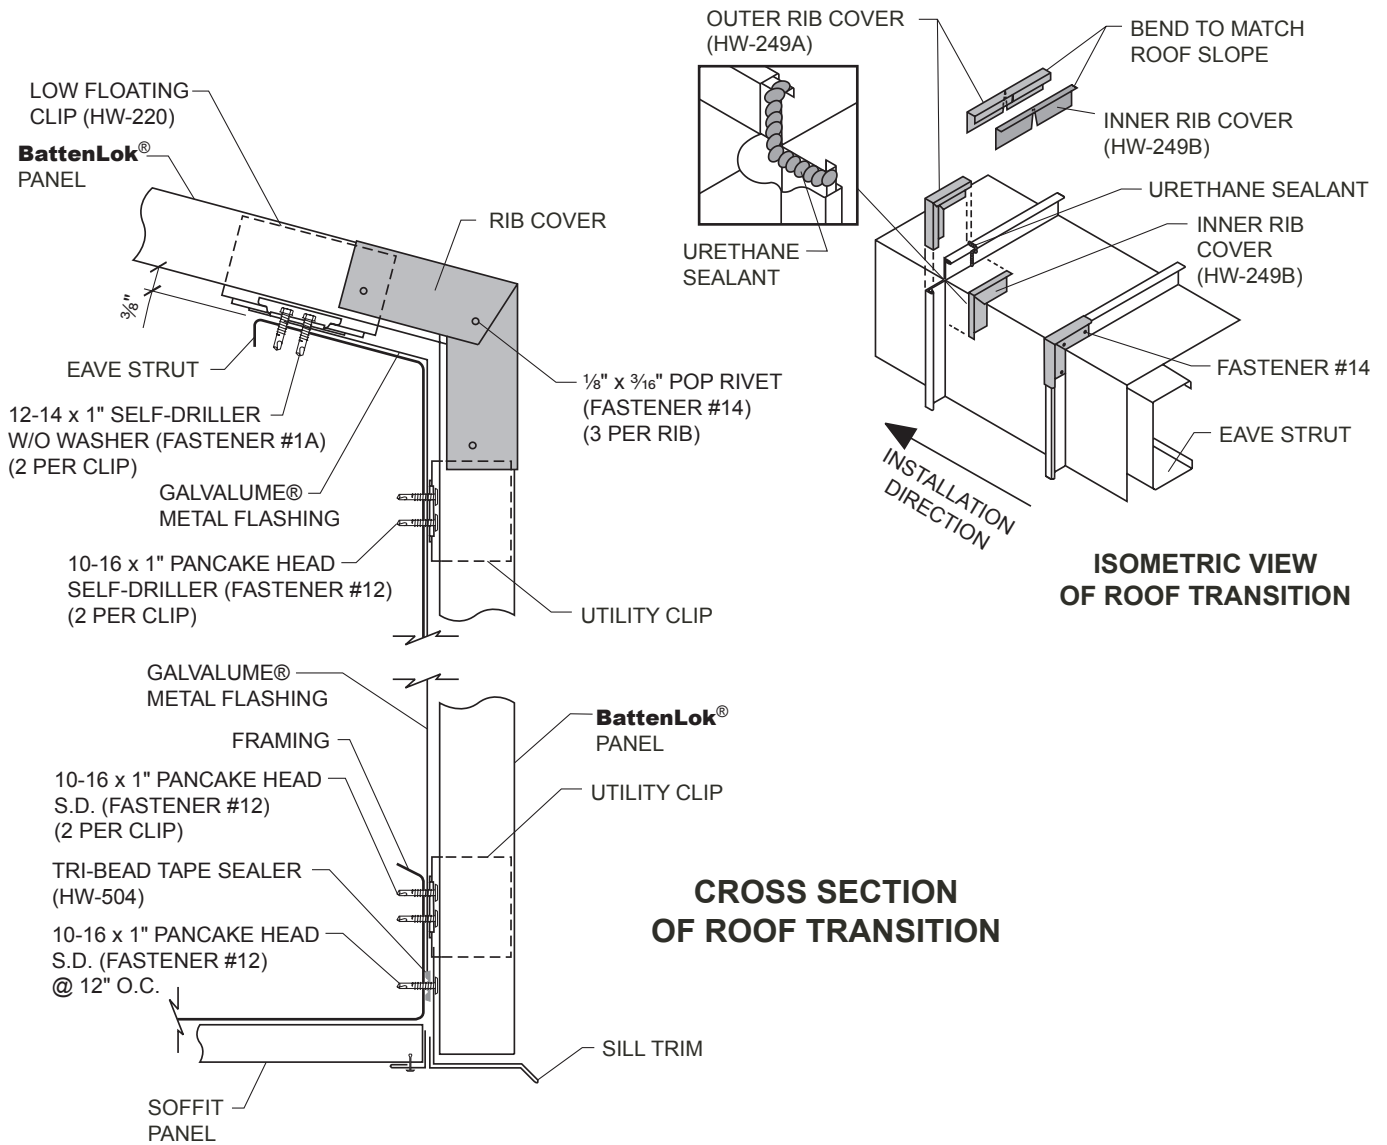 OUTER RIB COVER
(HW-249A)
BEND TO MATCH
ROOF SLOPE
INNER RIB COVER
(HW-249B)
URETHANE SEALANT
INNER RIB
COVER
(HW-249B)
URETHANE
SEALANT
FASTENER #14
EAVE STRUT
INSTALLATION
DIRECTION
ISOMETRIC VIEW
OF ROOF TRANSITION
LOW FLOATING
CLIP (HW-220)
BattenLok®
PANEL
RIB COVER
3/8"
EAVE STRUT
12-14 x 1" SELF-DRILLER
W/O WASHER (FASTENER #1A)
(2 PER CLIP)
⅛" x 3/16" POP RIVET
(FASTENER #14)
(3 PER RIB)
GALVALUME®
METAL FLASHING
10-16 x 1" PANCAKE HEAD
SELF-DRILLER (FASTENER #12)
(2 PER CLIP)
UTILITY CLIP
GALVALUME®
METAL FLASHING
BattenLok®
PANEL
FRAMING
10-16 x 1" PANCAKE HEAD
S.D. (FASTENER #12)
(2 PER CLIP)
UTILITY CLIP
TRI-BEAD TAPE SEALER
(HW-504)
10-16 x 1" PANCAKE HEAD
S.D. (FASTENER #12)
@ 12" O.C.
CROSS SECTION
OF ROOF TRANSITION
SILL TRIM
SOFFIT
PANEL